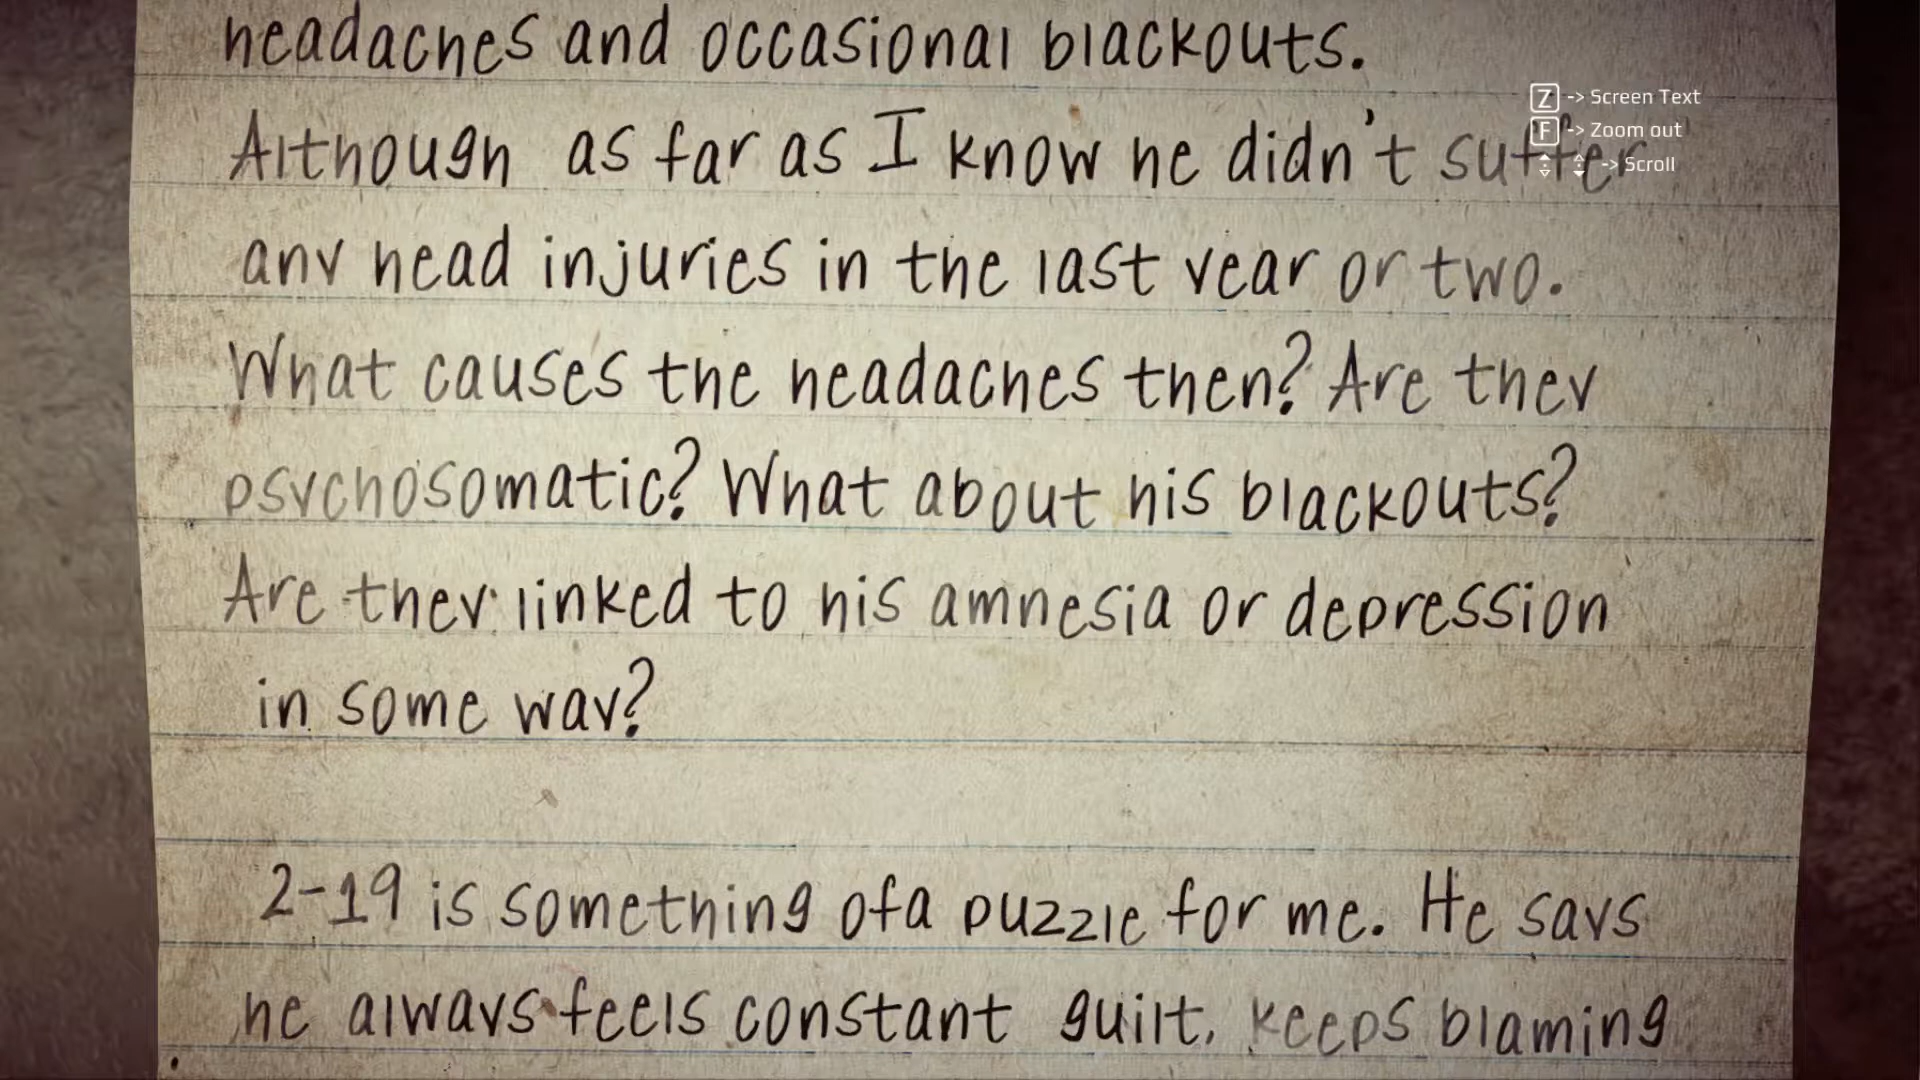 headaches and occasional blackouts.
Z -> Screen Text
Although as far as I know he didn't suffer
F -> Zoom out
-> Scroll
any head injuries in the last year or two.
What causes the headaches then? Are they
psychosomatic? What about his blackouts?
Are they linked to his amnesia or depression
in some way?
2-19 is something of a puzzle for me. He says
he always feels constant guilt, keeps blaming